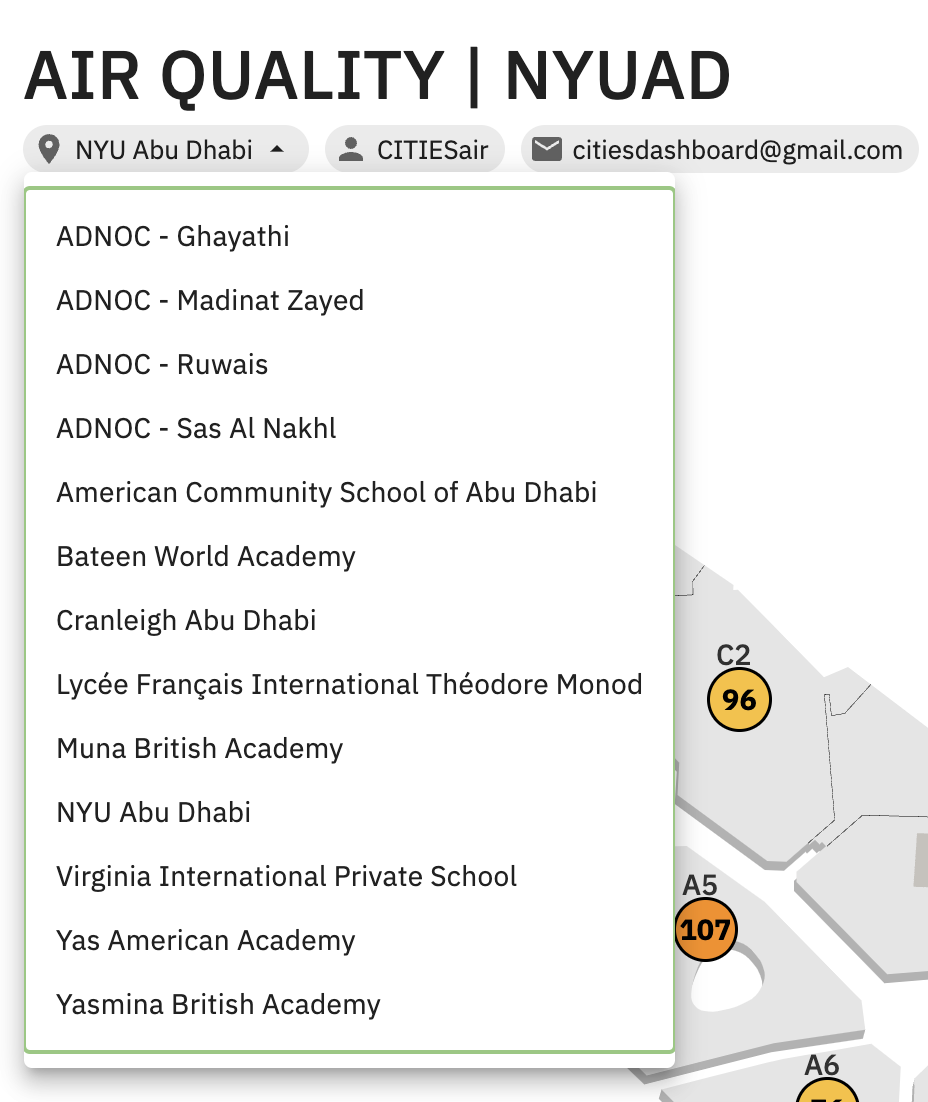 AIR QUALITY | NYUAD
NYU Abu Dhabi
CITIESair
citiesdashboard@gmail.com
ADNOC - Ghayathi
ADNOC - Madinat Zayed
ADNOC - Ruwais
ADNOC - Sas Al Nakhl
American Community School of Abu Dhabi
Bateen World Academy
Cranleigh Abu Dhabi
Lycée Français International Théodore Monod
Muna British Academy
NYU Abu Dhabi
Virginia International Private School
Yas American Academy
Yasmina British Academy
C2
96
A5
107
A6